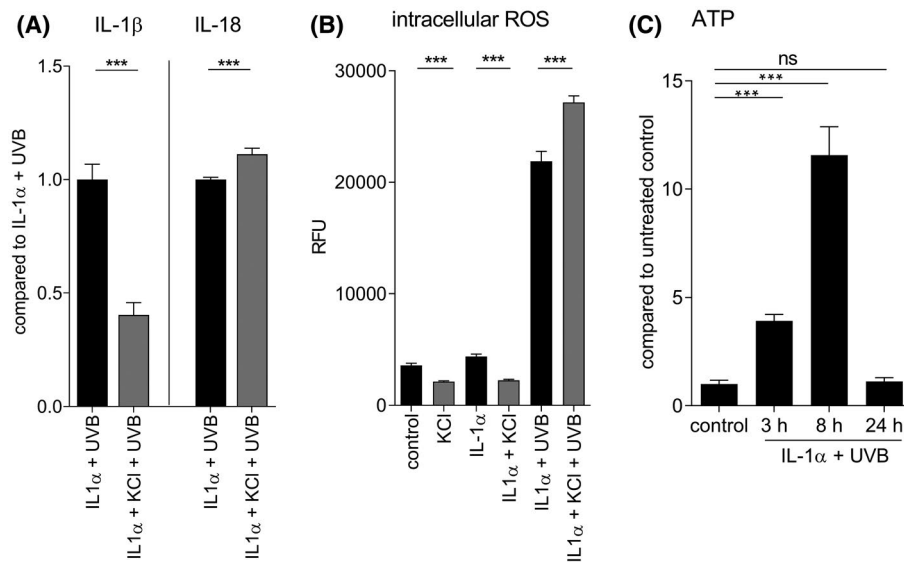 (A) IL-1β IL-18
*** ***
compared to IL-1α + UVB
1.5
1.0
0.5
0.0
IL1α + UVB
IL1α + KCl + UVB
IL1α + UVB
IL1α + KCl + UVB
(B) intracellular ROS
*** *** ***
RFU
30000
20000
10000
0
control
KCl
IL-1α
IL1α + KCl
IL1α + UVB
IL1α + KCl + UVB
(C) ATP
ns
***
***
compared to untreated control
15
10
5
0
control 3 h 8 h 24 h
IL-1α + UVB